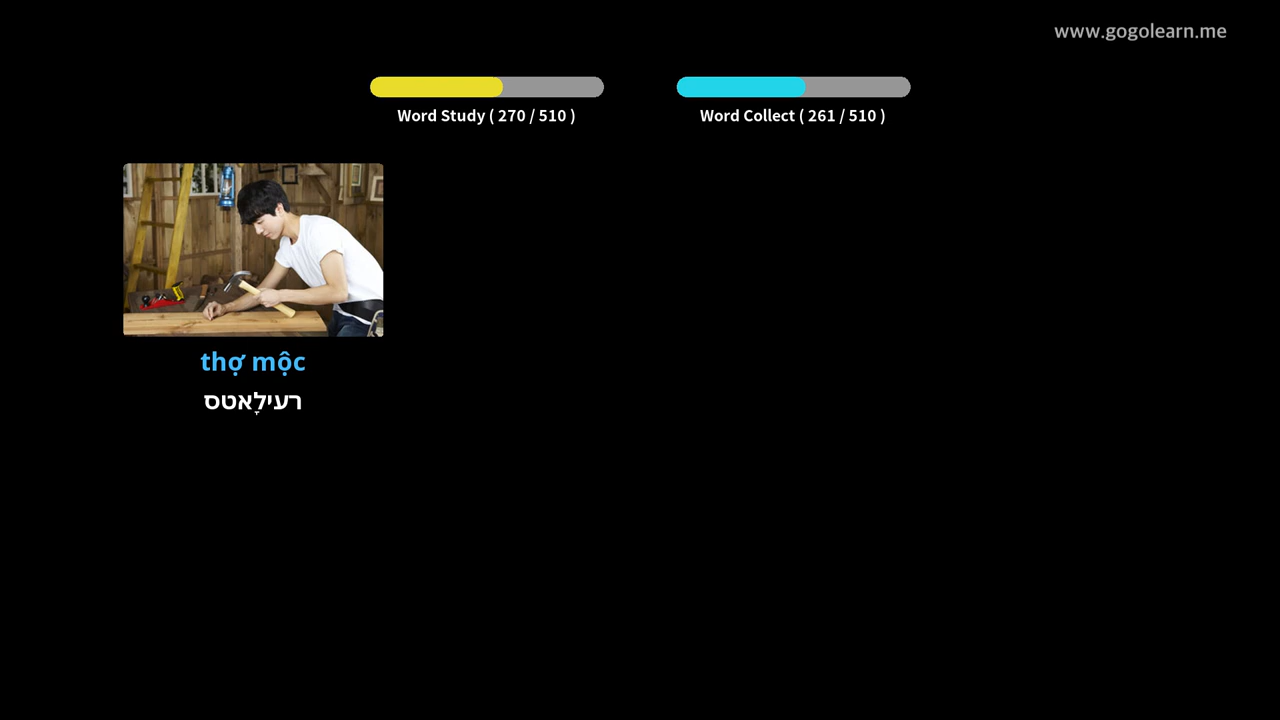 www.gogolearn.me
Word Study ( 270 / 510 )
Word Collect ( 261 / 510 )
thợ mộc
רעילָאטס